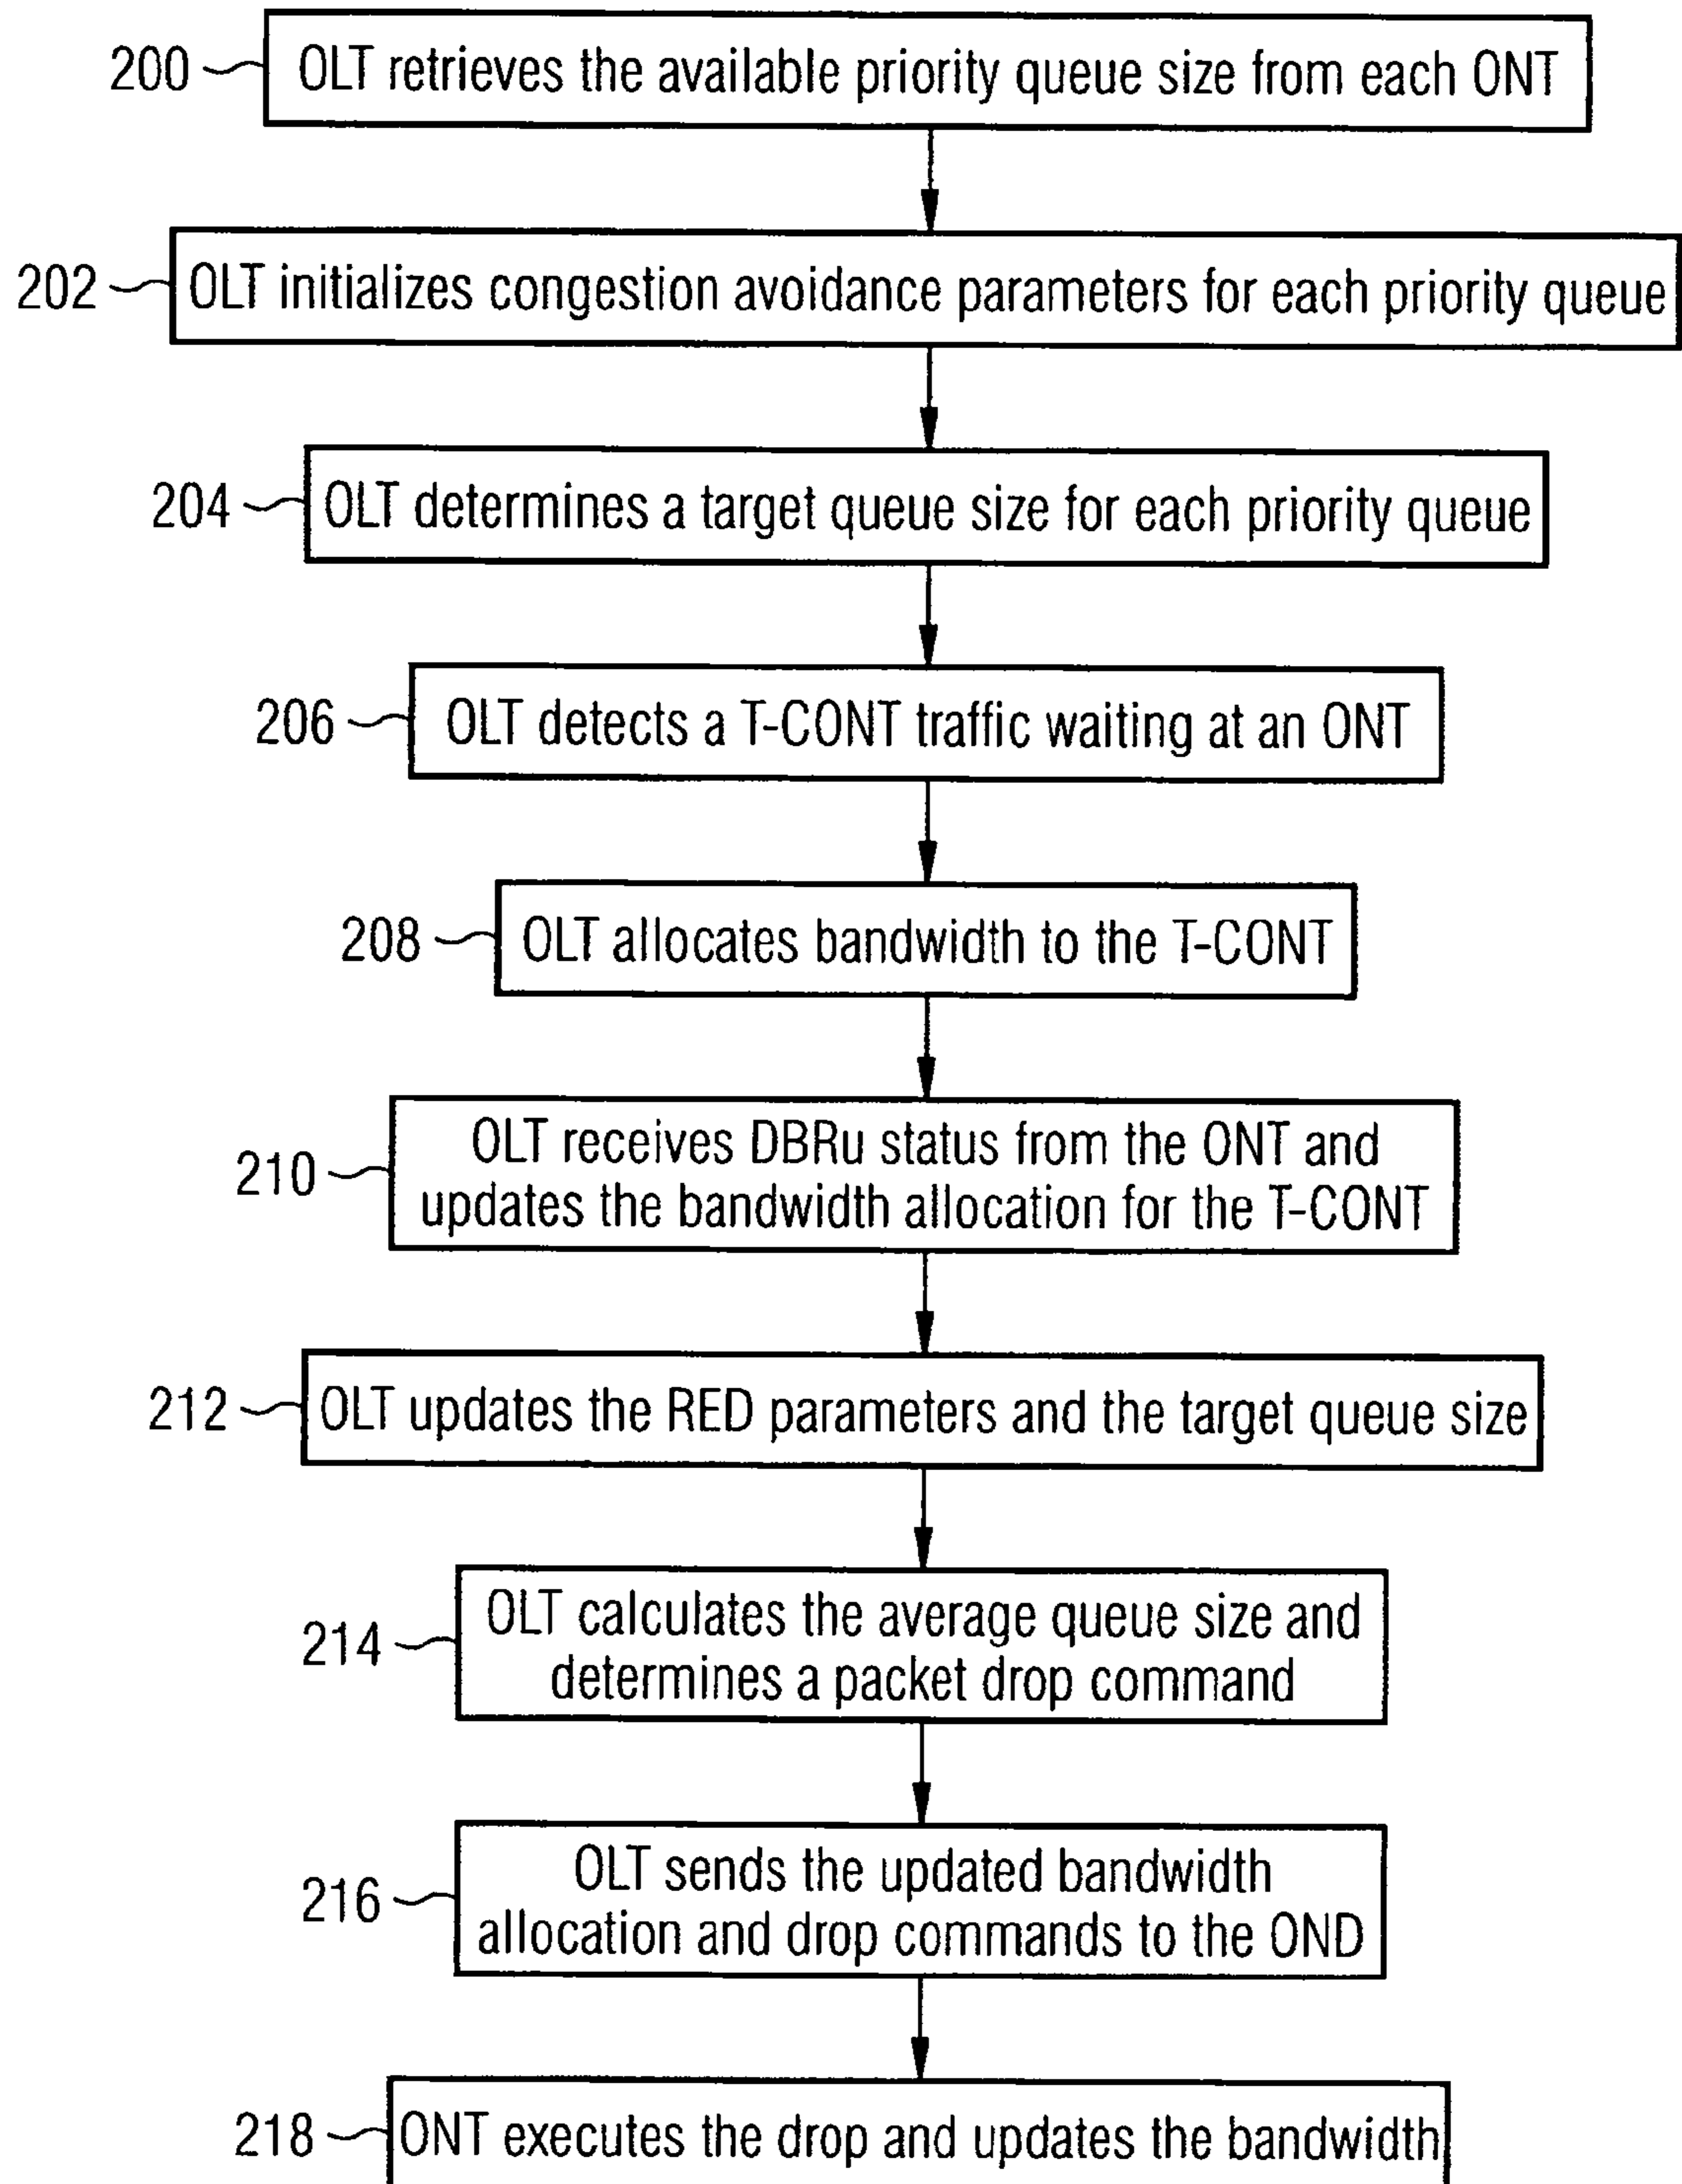 200 OLT retrieves the available priority queue size from each ONT
202 OLT initializes congestion avoidance parameters for each priority queue
204 OLT determines a target queue size for each priority queue
206 OLT detects a T-CONT traffic waiting at an ONT
208 OLT allocates bandwidth to the T-CONT
210 OLT receives DBRu status from the ONT and
updates the bandwidth allocation for the T-CONT
212 OLT updates the RED parameters and the target queue size
214 OLT calculates the average queue size and
determines a packet drop command
216 OLT sends the updated bandwidth
allocation and drop commands to the OND
218 ONT executes the drop and updates the bandwidth